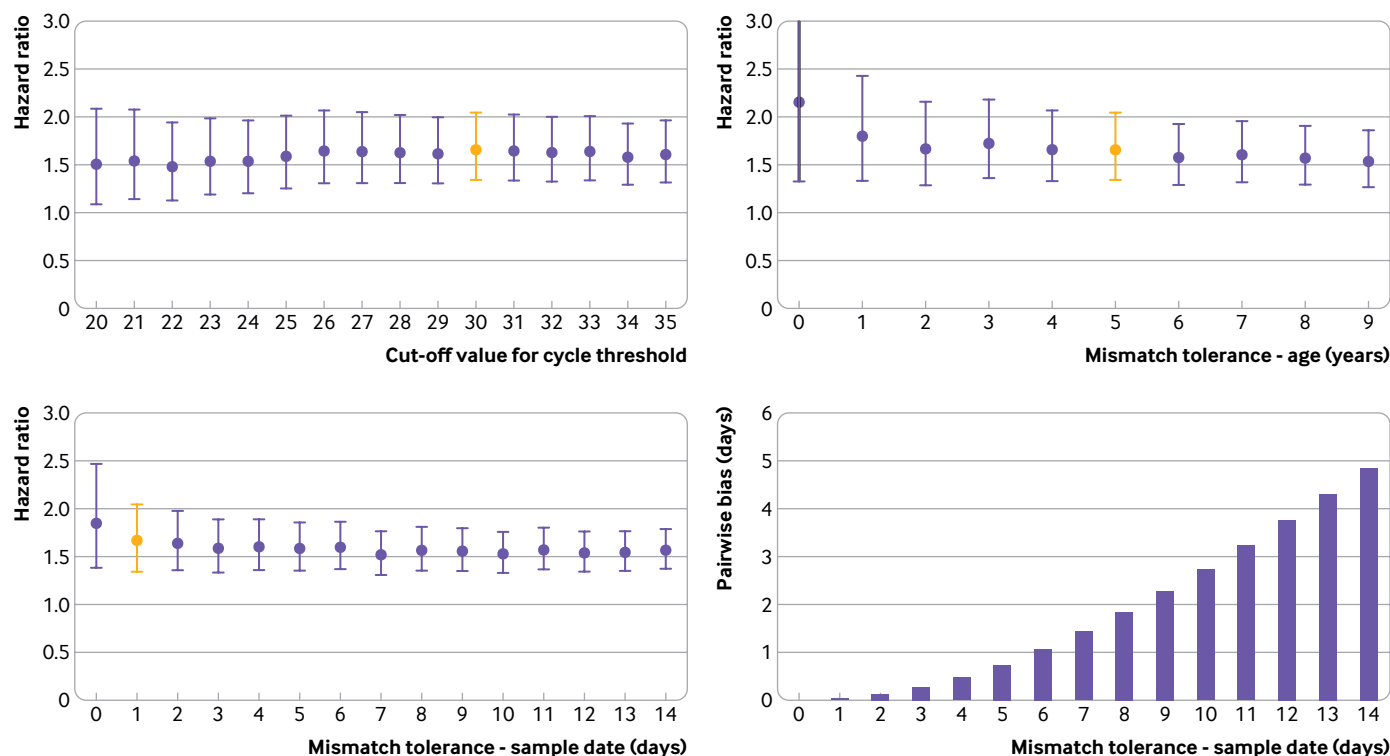 Hazard ratio
3.0
2.5
2.0
1.5
1.0
0.5
0
20 21 22 23 24 25 26 27 28 29 30 31 32 33 34 35
Cut-off value for cycle threshold
Hazard ratio
3.0
2.5
2.0
1.5
1.0
0.5
0
0 1 2 3 4 5 6 7 8 9
Mismatch tolerance - age (years)
Hazard ratio
3.0
2.5
2.0
1.5
1.0
0.5
0
0 1 2 3 4 5 6 7 8 9 10 11 12 13 14
Mismatch tolerance - sample date (days)
Pairwise bias (days)
6
5
4
3
2
1
0
0 1 2 3 4 5 6 7 8 9 10 11 12 13 14
Mismatch tolerance - sample date (days)